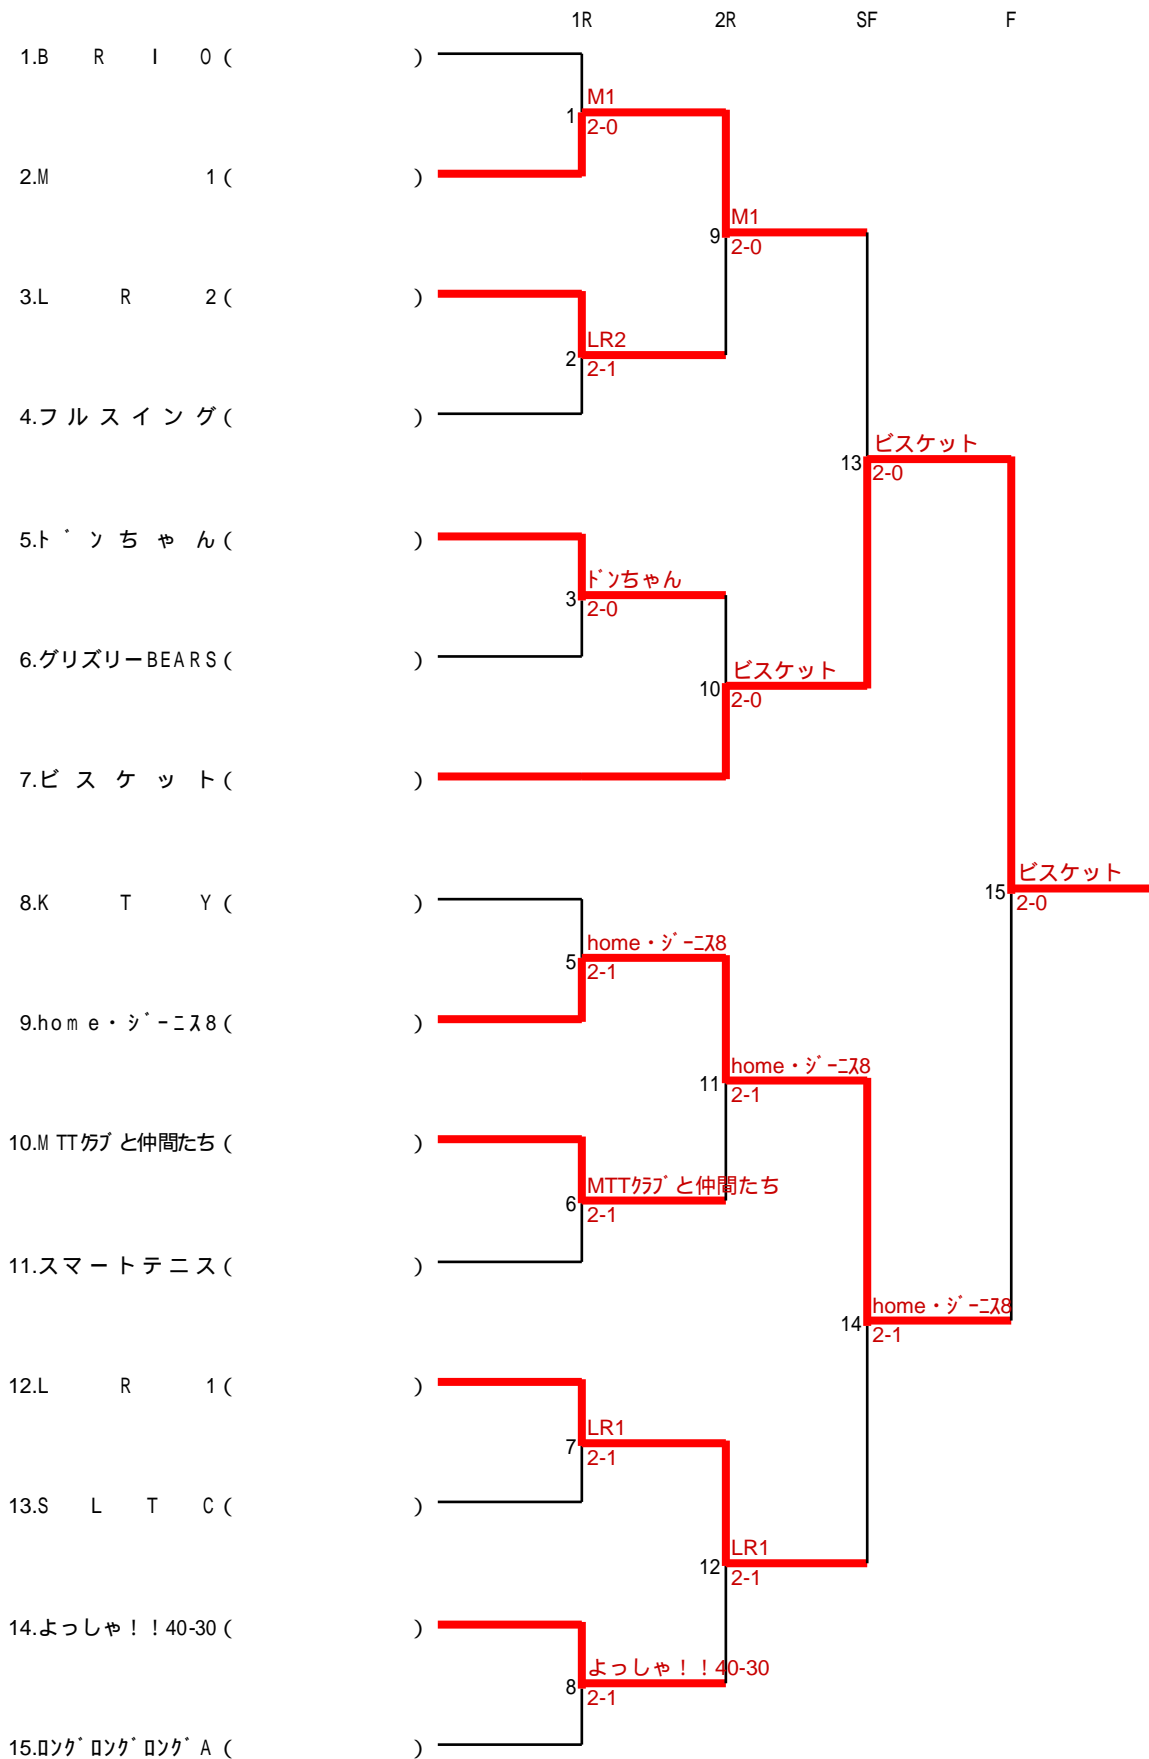 1R 2R SF F
1.B R I O ( )
M1
1
2-0
2.M 1 ( )
M1
9
2-0
3.L R 2 ( )
LR2
2
2-1
4.フルスイング ( )
ビスケット
13
2-0
5.ﾄﾞﾝちゃん ( )
ﾄﾞﾝちゃん
3
2-0
6.グリズリーBEARS ( )
ビスケット
10
2-0
7.ビスケット ( )
ビスケット
15
2-0
8.K T Y ( )
home・ｼﾞｰﾆｽ8
5
2-1
9.home・ｼﾞｰﾆｽ8 ( )
home・ｼﾞｰﾆｽ8
11
2-1
10.MTTｸﾗﾌﾞと仲間たち ( )
MTTｸﾗﾌﾞと仲間たち
6
2-1
11.スマートテニス ( )
home・ｼﾞｰﾆｽ8
14
2-1
12.L R 1 ( )
LR1
7
2-1
13.S L T C ( )
LR1
12
2-1
14.よっしゃ！！40-30 ( )
よっしゃ！！40-30
8
2-1
15.ﾛﾝｸﾞﾛﾝｸﾞﾛﾝｸﾞA ( )